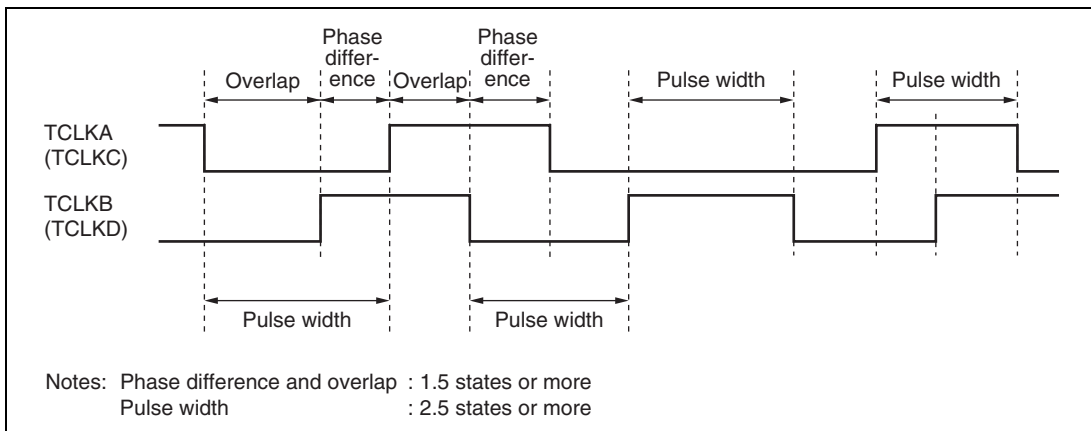 Phase differ- ence
Phase differ- ence
Overlap
Overlap
Pulse width
Pulse width
TCLKA
(TCLKC)
TCLKB
(TCLKD)
Pulse width
Pulse width
Notes: Phase difference and overlap : 1.5 states or more
Pulse width : 2.5 states or more